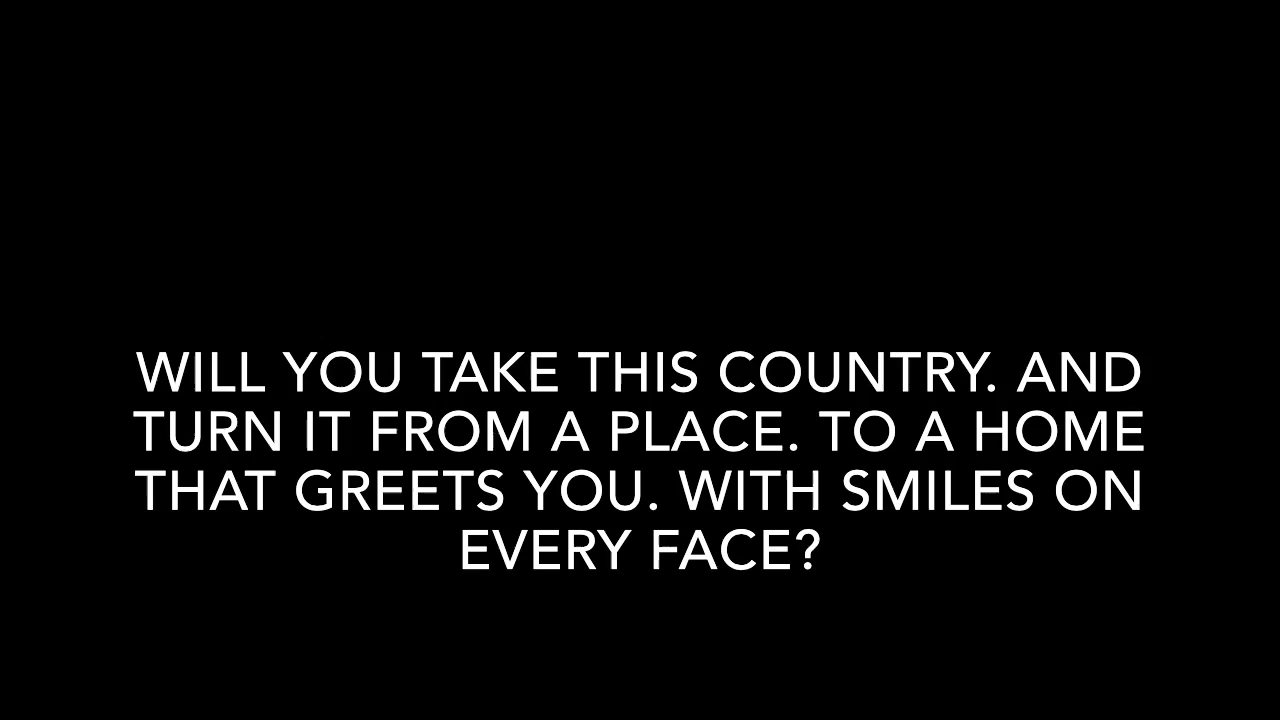 WILL YOU TAKE THIS COUNTRY. AND
TURN IT FROM A PLACE. TO A HOME
THAT GREETS YOU. WITH SMILES ON
EVERY FACE?